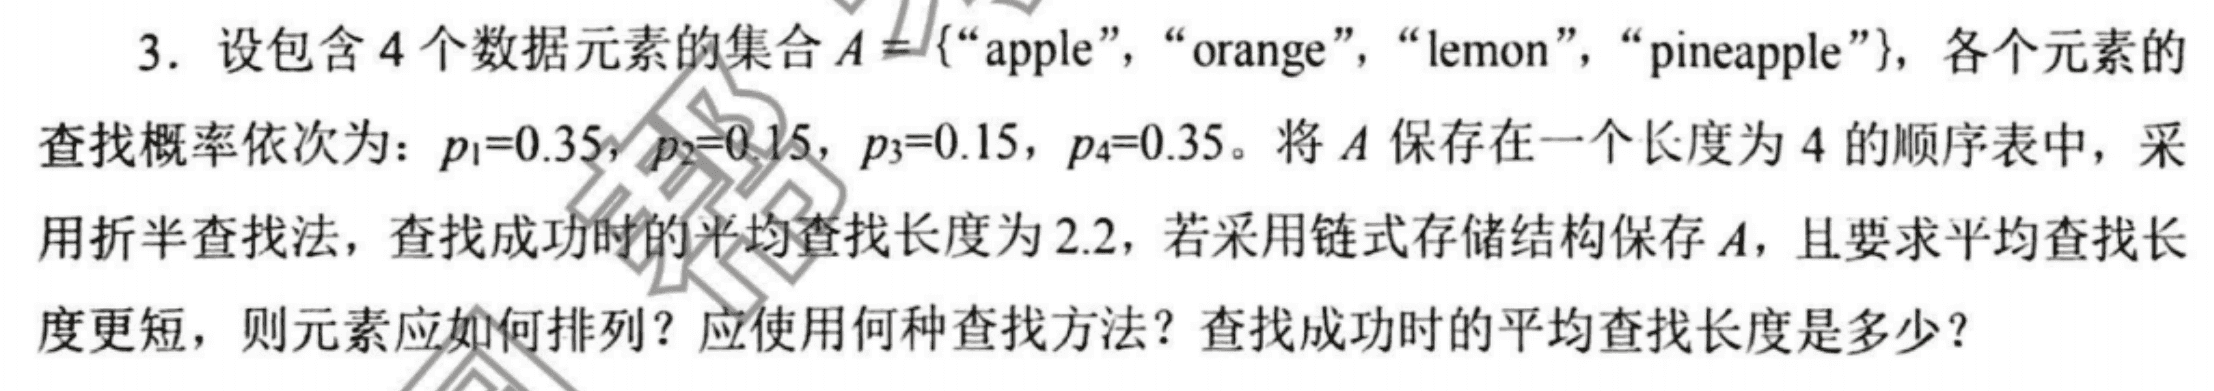 3．设包含 4 个数据元素的集合 A = {“apple”, “orange”, “lemon”, “pineapple”}，各个元素的
查找概率依次为：p1=0.35，p2=0.15，p3=0.15，p4=0.35。将 A 保存在一个长度为 4 的顺序表中，采
用折半查找法，查找成功时的平均查找长度为 2.2，若采用链式存储结构保存 A，且要求平均查找长
度更短，则元素应如何排列？应使用何种查找方法？查找成功时的平均查找长度是多少？
帮